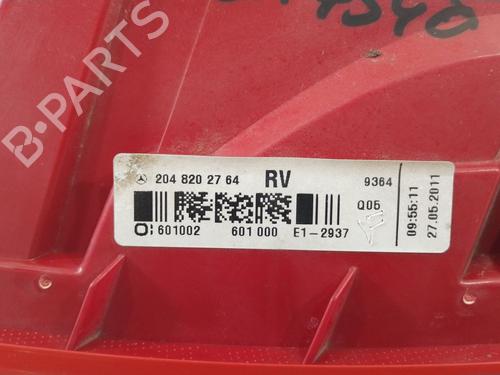 B-PARTS
204 820 27 64 RV 9364
Q05
601002 601 000 E1-2937
09:55:11
27.05.2011